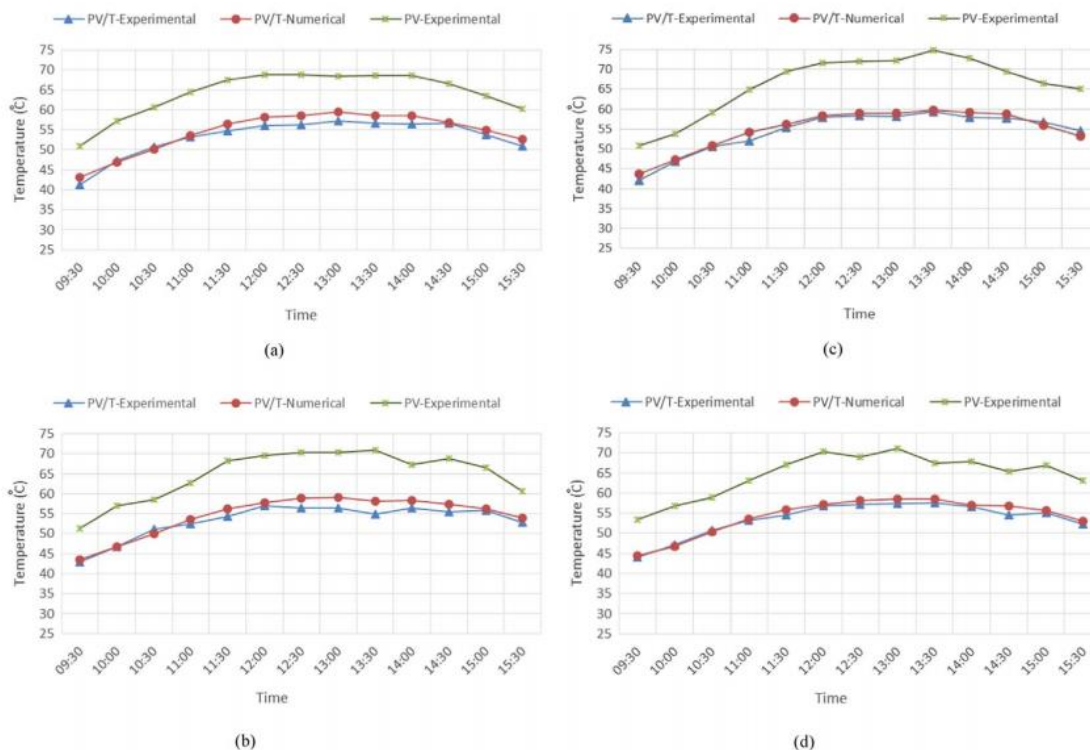 PV/T-Experimental PV/T-Numerical PV-Experimental
75
70
65
60
55
50
45
40
35
30
25
Temperature (℃)
09:30 10:00 10:30 11:00 11:30 12:00 12:30 13:00 13:30 14:00 14:30 15:00 15:30
Time
(a)
PV/T-Experimental PV/T-Numerical PV-Experimental
75
70
65
60
55
50
45
40
35
30
25
Temperature (℃)
09:30 10:00 10:30 11:00 11:30 12:00 12:30 13:00 13:30 14:00 14:30 15:00 15:30
Time
(c)
PV/T-Experimental PV/T-Numerical PV-Experimental
75
70
65
60
55
50
45
40
35
30
25
Temperature (℃)
09:30 10:00 10:30 11:00 11:30 12:00 12:30 13:00 13:30 14:00 14:30 15:00 15:30
Time
(b)
PV/T-Experimental PV/T-Numerical PV-Experimental
75
70
65
60
55
50
45
40
35
30
25
Temperature (℃)
09:30 10:00 10:30 11:00 11:30 12:00 12:30 13:00 13:30 14:00 14:30 15:00 15:30
Time
(d)